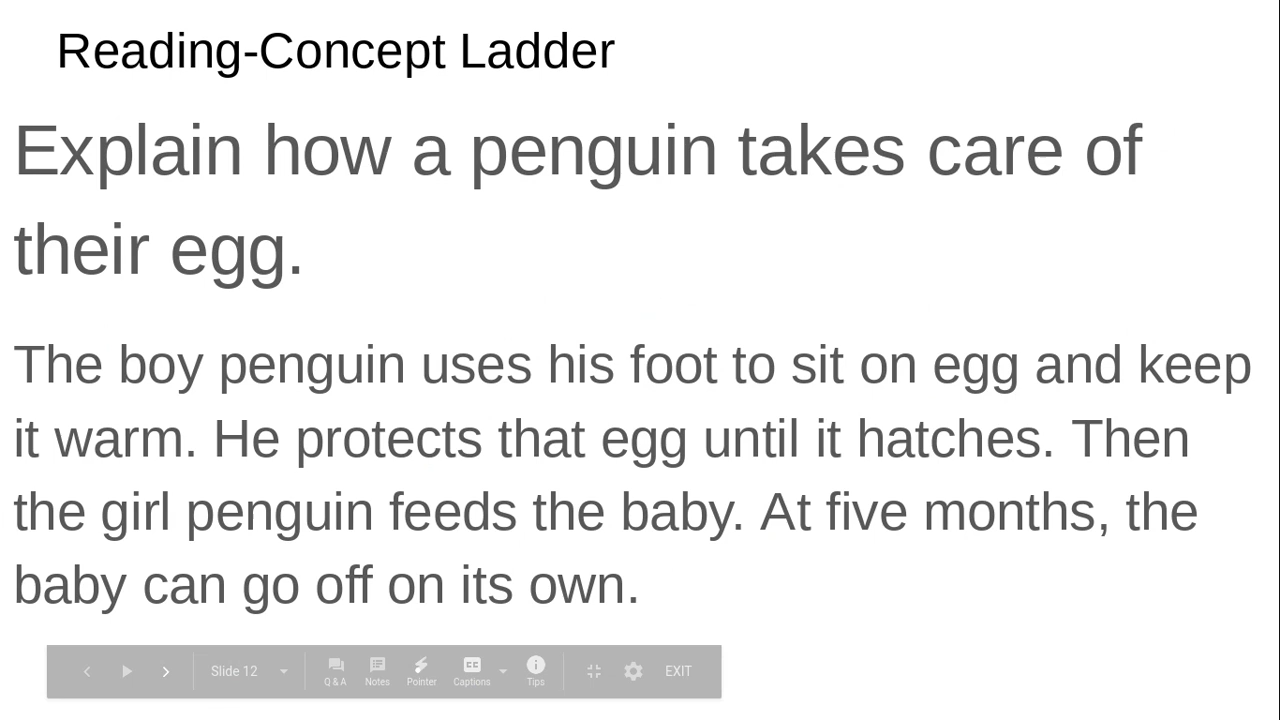 Reading-Concept Ladder
Explain how a penguin takes care of
their egg.
The boy penguin uses his foot to sit on egg and keep
it warm. He protects that egg until it hatches. Then
the girl penguin feeds the baby. At five months, the
baby can go off on its own.
Slide 12
Q & A
Notes
Pointer
CC
Captions
Tips
EXIT